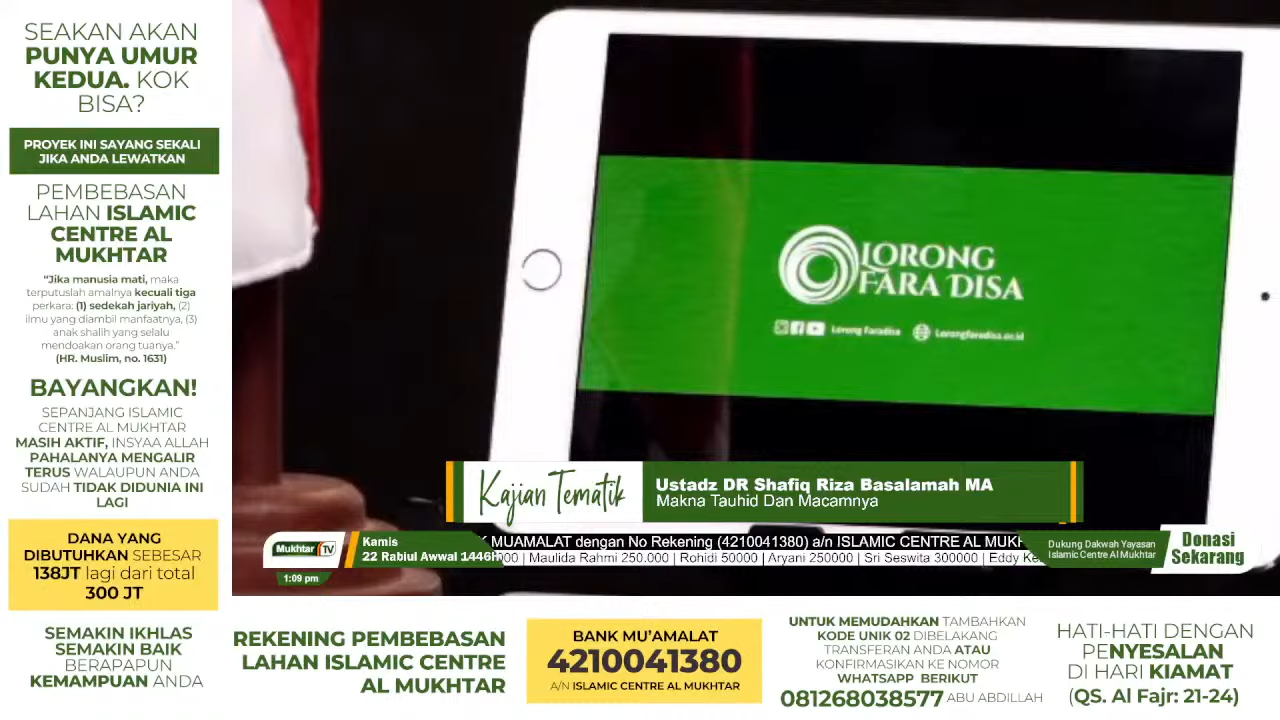 SEAKAN AKAN
PUNYA UMUR
KEDUA. KOK
BISA?
PROYEK INI SAYANG SEKALI
JIKA ANDA LEWATKAN
PEMBEBASAN
LAHAN ISLAMIC
CENTRE AL
MUKHTAR
“Jika manusia mati, maka
terputuslah amalnya kecuali tiga
perkara: (1) sedekah jariyah, (2)
ilmu yang diambil manfaatnya, (3)
anak shalih yang selalu
mendoakan orang tuanya.”
(HR. Muslim, no. 1631)
BAYANGKAN!
SEPANJANG ISLAMIC
CENTRE AL MUKHTAR
MASIH AKTIF, INSYAA ALLAH
PAHALANYA MENGALIR
TERUS WALAUPUN ANDA
SUDAH TIDAK DIDUNIA INI
LAGI
DANA YANG
DIBUTUHKAN SEBESAR
138JT lagi dari total
300 JT
SEMAKIN IKHLAS
SEMAKIN BAIK
BERAPAPUN
KEMAMPUAN ANDA
LORONG
FARA DISA
Lorong Faradisa
Lorongfaradisa.co.id
Kajian Tematik
Ustadz DR Shafiq Riza Basalamah MA
Makna Tauhid Dan Macamnya
Mukhtar TV
Kamis
22 Rabiul Awwal 1446H
1:09 pm
K MUAMALAT dengan No Rekening (4210041380) a/n ISLAMIC CENTRE AL MUKH
000 | Maulida Rahmi 250.000 | Rohidi 50000 | Aryani 250000 | Sri Seswita 300000 | Eddy Ke
Dukung Dakwah Yayasan
Islamic Centre Al Mukhtar
Donasi
Sekarang
REKENING PEMBEBASAN
LAHAN ISLAMIC CENTRE
AL MUKHTAR
BANK MU’AMALAT
4210041380
A/N ISLAMIC CENTRE AL MUKHTAR
UNTUK MEMUDAHKAN TAMBAHKAN
KODE UNIK 02 DIBELAKANG
TRANSFERAN ANDA ATAU
KONFIRMASIKAN KE NOMOR
WHATSAPP BERIKUT
081268038577 ABU ABDILLAH
HATI-HATI DENGAN
PENYESALAN
DI HARI KIAMAT
(QS. Al Fajr: 21-24)